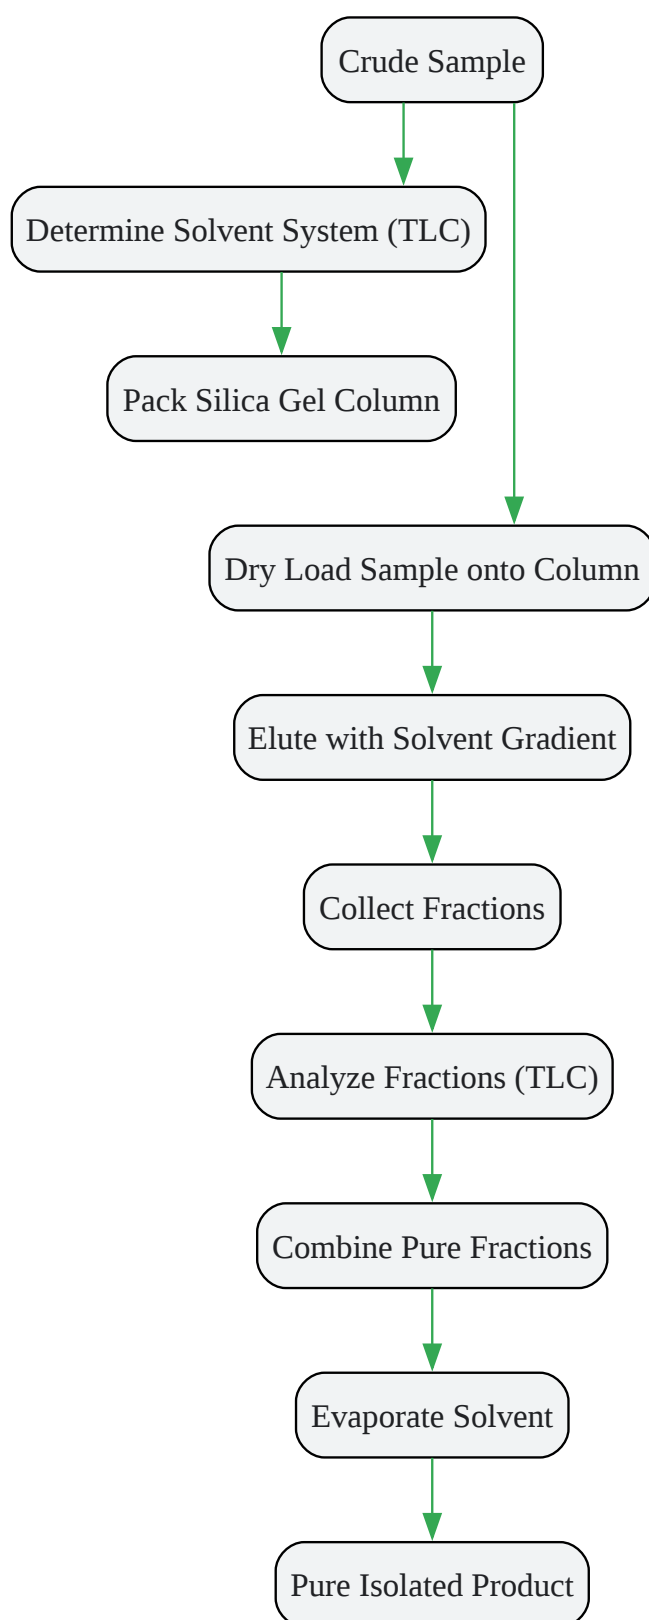 Crude Sample
Determine Solvent System (TLC)
Pack Silica Gel Column
Dry Load Sample onto Column
Elute with Solvent Gradient
Collect Fractions
Analyze Fractions (TLC)
Combine Pure Fractions
Evaporate Solvent
Pure Isolated Product